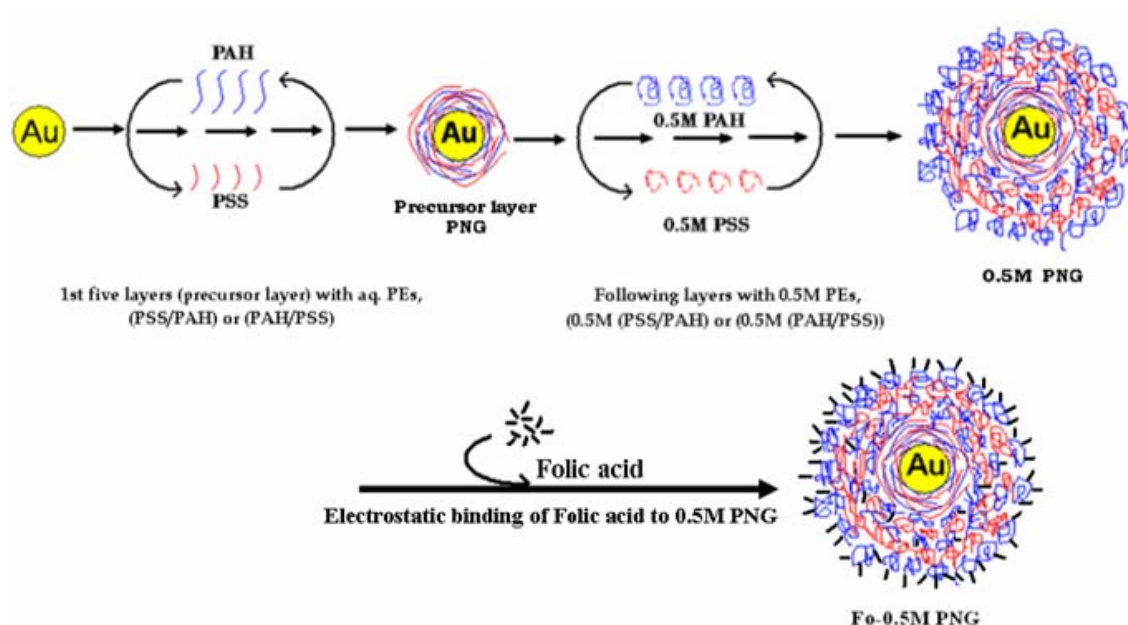 PAH
Au
PSS
1st five layers (precursor layer) with aq. PEs,
(PSS/PAH) or (PAH/PSS)
Au
Precursor layer
PNG
0.5M PAH
0.5M PSS
Following layers with 0.5M PEs,
(0.5M (PSS/PAH) or (0.5M (PAH/PSS))
Au
0.5M PNG
Folic acid
Electrostatic binding of Folic acid to 0.5M PNG
Au
Fo-0.5M PNG